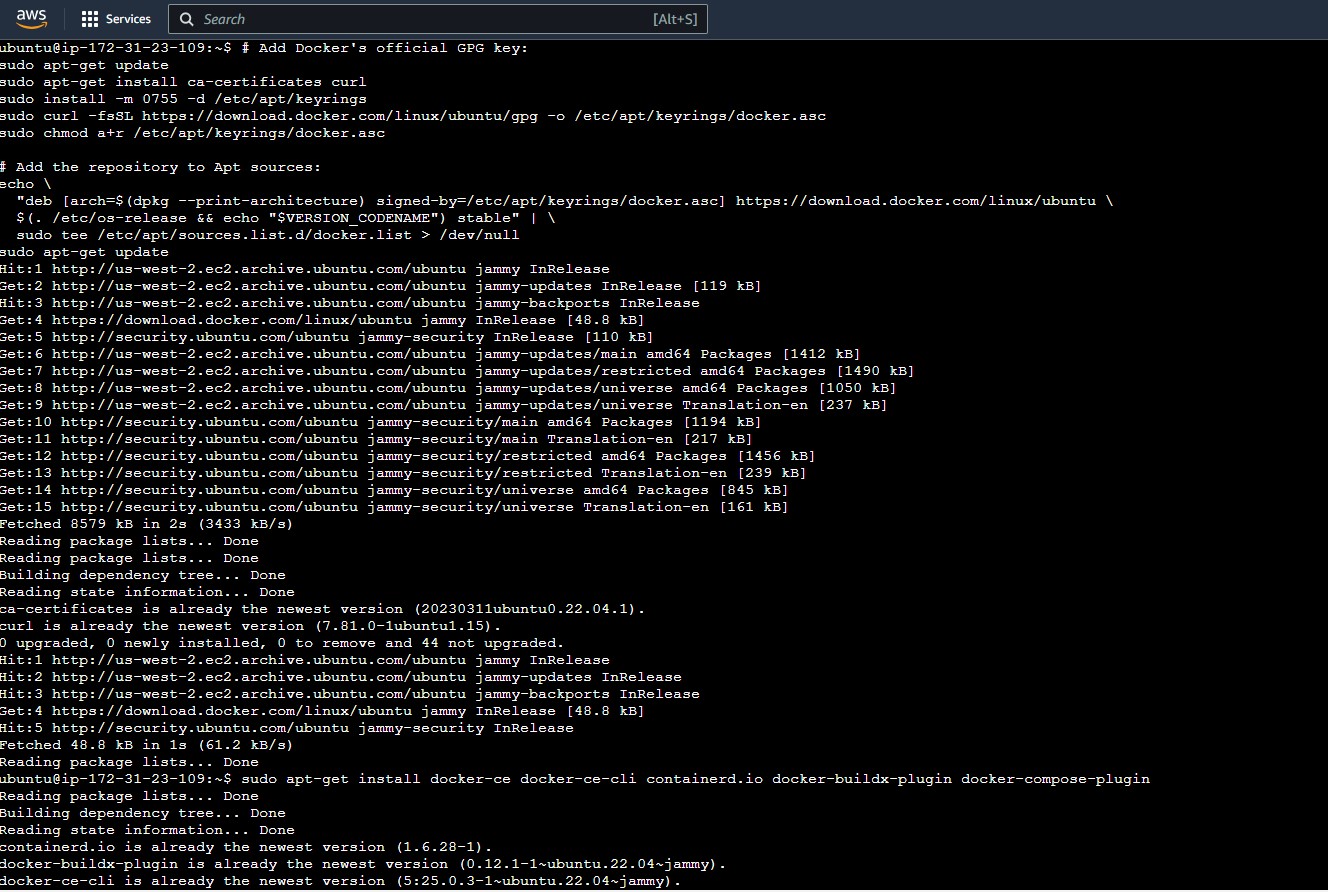 aws
Services
Search
[Alt+S]
ubuntu@ip-172-31-23-109:~$ # Add Docker's official GPG key:
sudo apt-get update
sudo apt-get install ca-certificates curl
sudo install -m 0755 -d /etc/apt/keyrings
sudo curl -fsSL https://download.docker.com/linux/ubuntu/gpg -o /etc/apt/keyrings/docker.asc
sudo chmod a+r /etc/apt/keyrings/docker.asc
# Add the repository to Apt sources:
echo \
"deb [arch=$(dpkg --print-architecture) signed-by=/etc/apt/keyrings/docker.asc] https://download.docker.com/linux/ubuntu \
$(. /etc/os-release && echo "$VERSION_CODENAME") stable" | \
sudo tee /etc/apt/sources.list.d/docker.list > /dev/null
sudo apt-get update
Hit:1 http://us-west-2.ec2.archive.ubuntu.com/ubuntu jammy InRelease
Get:2 http://us-west-2.ec2.archive.ubuntu.com/ubuntu jammy-updates InRelease [119 kB]
Hit:3 http://us-west-2.ec2.archive.ubuntu.com/ubuntu jammy-backports InRelease
Get:4 https://download.docker.com/linux/ubuntu jammy InRelease [48.8 kB]
Get:5 http://security.ubuntu.com/ubuntu jammy-security InRelease [110 kB]
Get:6 http://us-west-2.ec2.archive.ubuntu.com/ubuntu jammy-updates/main amd64 Packages [1412 kB]
Get:7 http://us-west-2.ec2.archive.ubuntu.com/ubuntu jammy-updates/restricted amd64 Packages [1490 kB]
Get:8 http://us-west-2.ec2.archive.ubuntu.com/ubuntu jammy-updates/universe amd64 Packages [1050 kB]
Get:9 http://us-west-2.ec2.archive.ubuntu.com/ubuntu jammy-updates/universe Translation-en [237 kB]
Get:10 http://security.ubuntu.com/ubuntu jammy-security/main amd64 Packages [1194 kB]
Get:11 http://security.ubuntu.com/ubuntu jammy-security/main Translation-en [217 kB]
Get:12 http://security.ubuntu.com/ubuntu jammy-security/restricted amd64 Packages [1456 kB]
Get:13 http://security.ubuntu.com/ubuntu jammy-security/restricted Translation-en [239 kB]
Get:14 http://security.ubuntu.com/ubuntu jammy-security/universe amd64 Packages [845 kB]
Get:15 http://security.ubuntu.com/ubuntu jammy-security/universe Translation-en [161 kB]
Fetched 8579 kB in 2s (3433 kB/s)
Reading package lists... Done
Reading package lists... Done
Building dependency tree... Done
Reading state information... Done
ca-certificates is already the newest version (20230311ubuntu0.22.04.1).
curl is already the newest version (7.81.0-1ubuntu1.15).
0 upgraded, 0 newly installed, 0 to remove and 44 not upgraded.
Hit:1 http://us-west-2.ec2.archive.ubuntu.com/ubuntu jammy InRelease
Hit:2 http://us-west-2.ec2.archive.ubuntu.com/ubuntu jammy-updates InRelease
Hit:3 http://us-west-2.ec2.archive.ubuntu.com/ubuntu jammy-backports InRelease
Get:4 https://download.docker.com/linux/ubuntu jammy InRelease [48.8 kB]
Hit:5 http://security.ubuntu.com/ubuntu jammy-security InRelease
Fetched 48.8 kB in 1s (61.2 kB/s)
Reading package lists... Done
ubuntu@ip-172-31-23-109:~$ sudo apt-get install docker-ce docker-ce-cli containerd.io docker-buildx-plugin docker-compose-plugin
Reading package lists... Done
Building dependency tree... Done
Reading state information... Done
containerd.io is already the newest version (1.6.28-1).
docker-buildx-plugin is already the newest version (0.12.1-1~ubuntu.22.04~jammy).
docker-ce-cli is already the newest version (5:25.0.3-1~ubuntu.22.04~jammy).